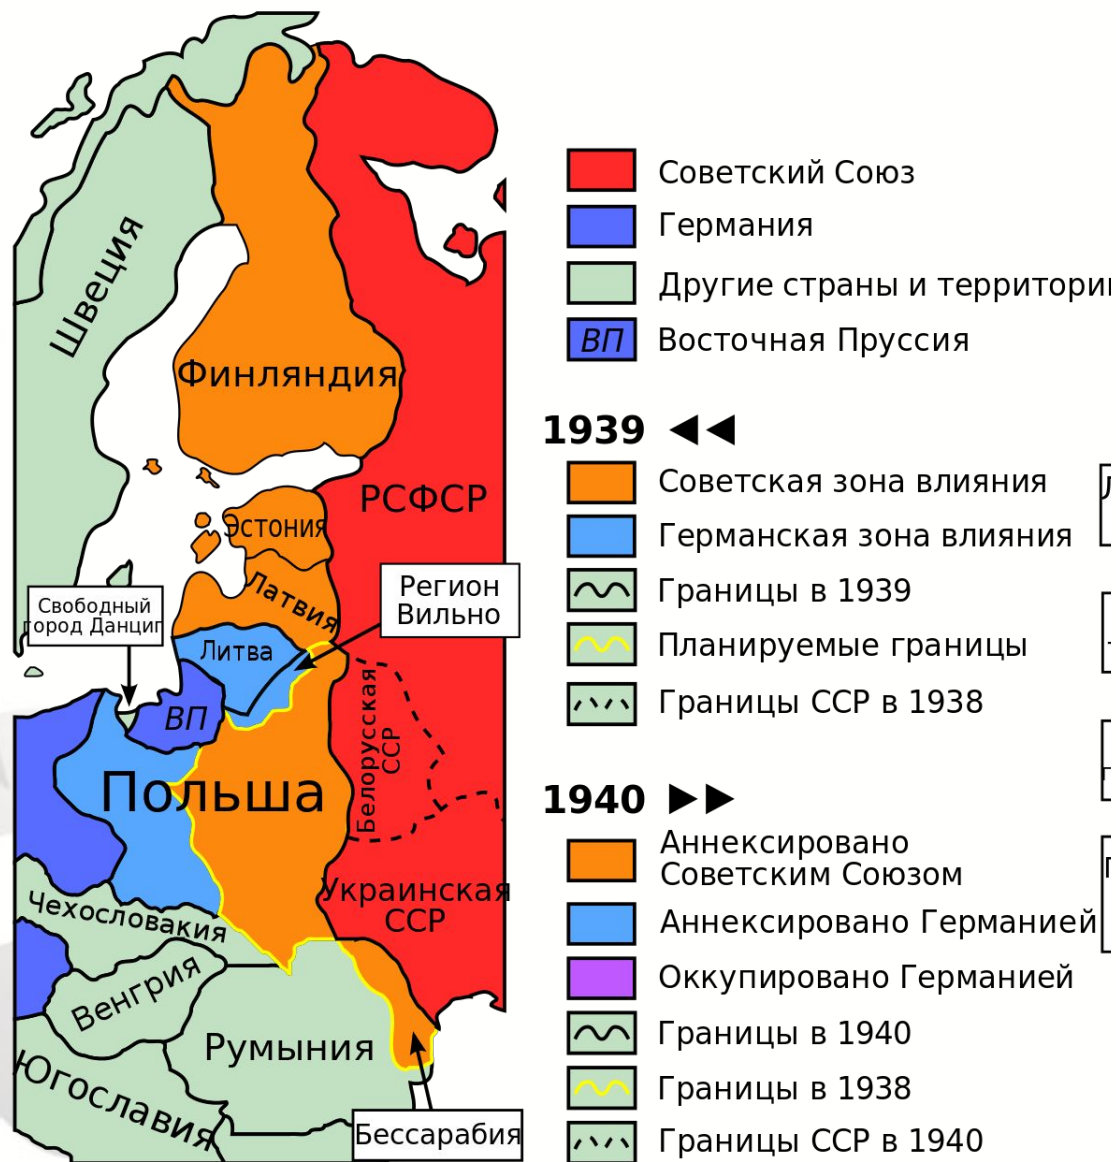 Швеция
Финляндия
РСФСР
Эстония
Латвия
Регион
Вильно
Свободный
город Данциг
Литва
ВП
Польша
Белорусская
ССР
Украинская
ССР
Чехословакия
Венгрия
Румыния
Югославия
Бессарабия
Советский Союз
Германия
Другие страны и территории
ВП Восточная Пруссия
1939 ◀◀
Советская зона влияния
Германская зона влияния
Границы в 1939
Планируемые границы
Границы ССР в 1938
1940 ▶▶
Аннексировано
Советским Союзом
Аннексировано Германией
Оккупировано Германией
Границы в 1940
Границы в 1938
Границы ССР в 1940